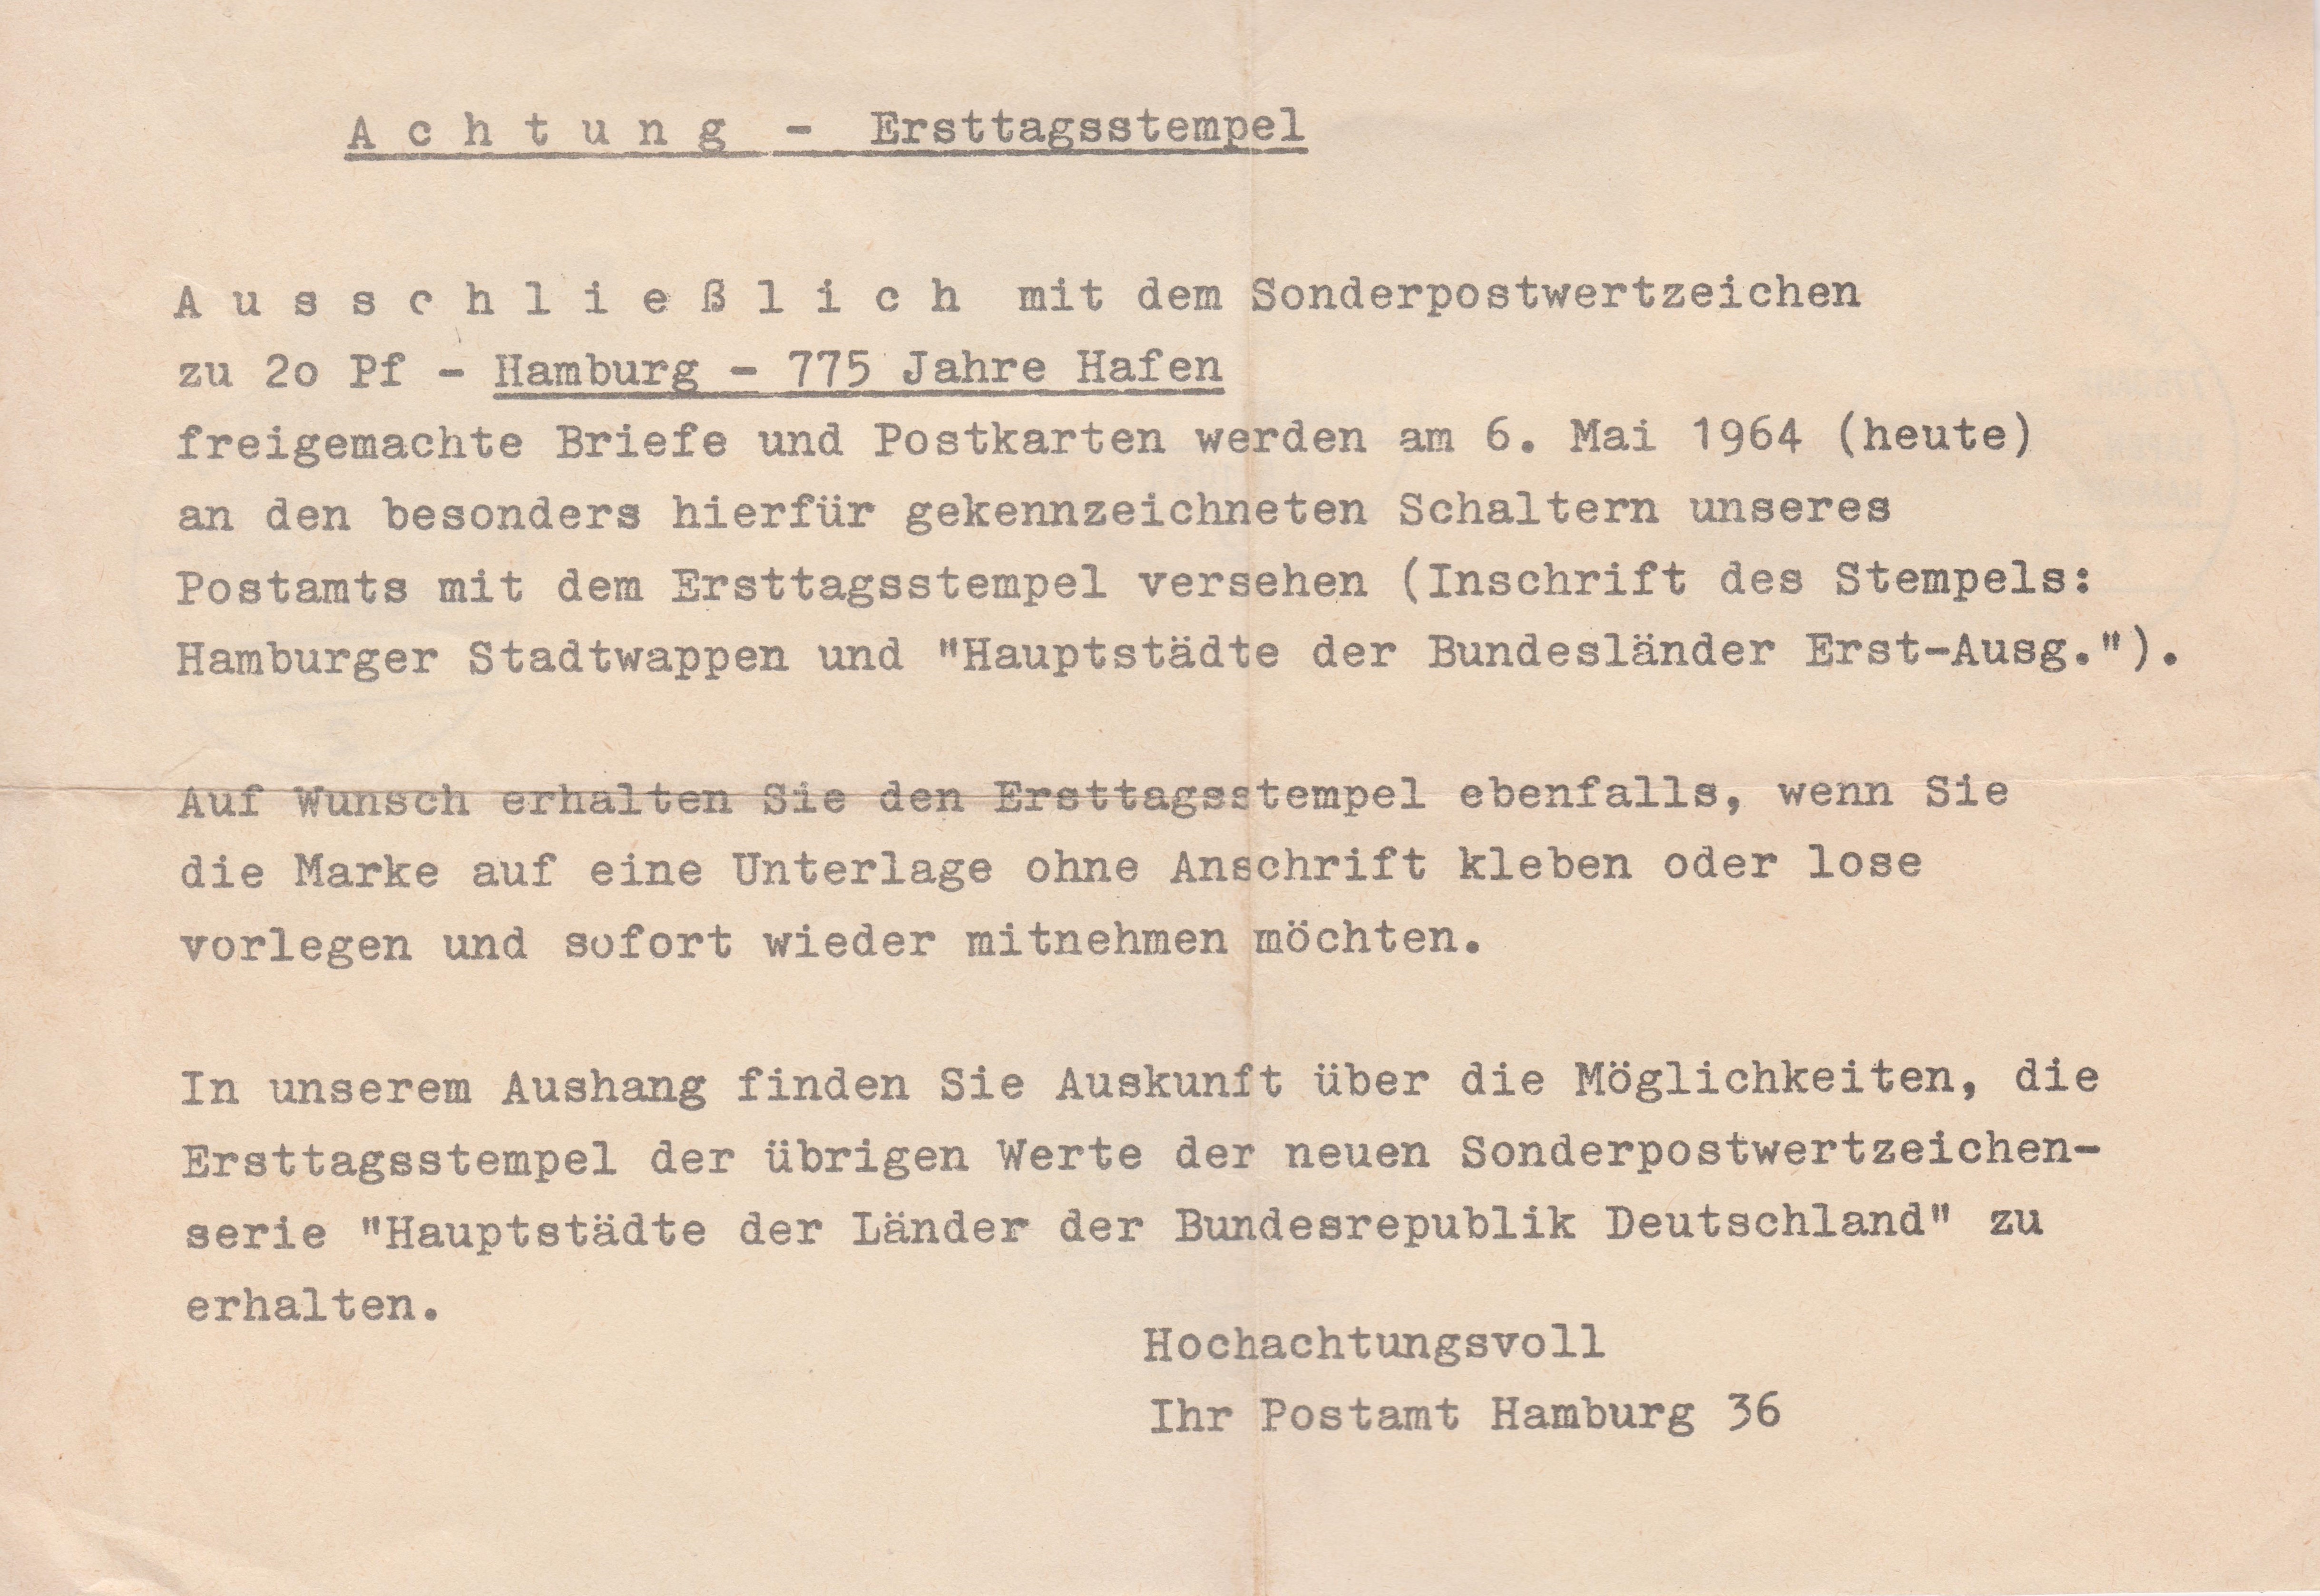 A c h t u n g - Ersttagsstempel
A u s s c h l i e ß l i c h mit dem Sonderpostwertzeichen
zu 2o Pf - Hamburg - 775 Jahre Hafen
freigemachte Briefe und Postkarten werden am 6. Mai 1964 (heute)
an den besonders hierfür gekennzeichneten Schaltern unseres
Postamts mit dem Ersttagsstempel versehen (Inschrift des Stempels:
Hamburger Stadtwappen und "Hauptstädte der Bundesländer Erst-Ausg.").
Auf Wunsch erhalten Sie den Ersttagsstempel ebenfalls, wenn Sie
die Marke auf eine Unterlage ohne Anschrift kleben oder lose
vorlegen und sofort wieder mitnehmen möchten.
In unserem Aushang finden Sie Auskunft über die Möglichkeiten, die
Ersttagsstempel der übrigen Werte der neuen Sonderpostwertzeichen-
serie "Hauptstädte der Länder der Bundesrepublik Deutschland" zu
erhalten.
Hochachtungsvoll
Ihr Postamt Hamburg 36